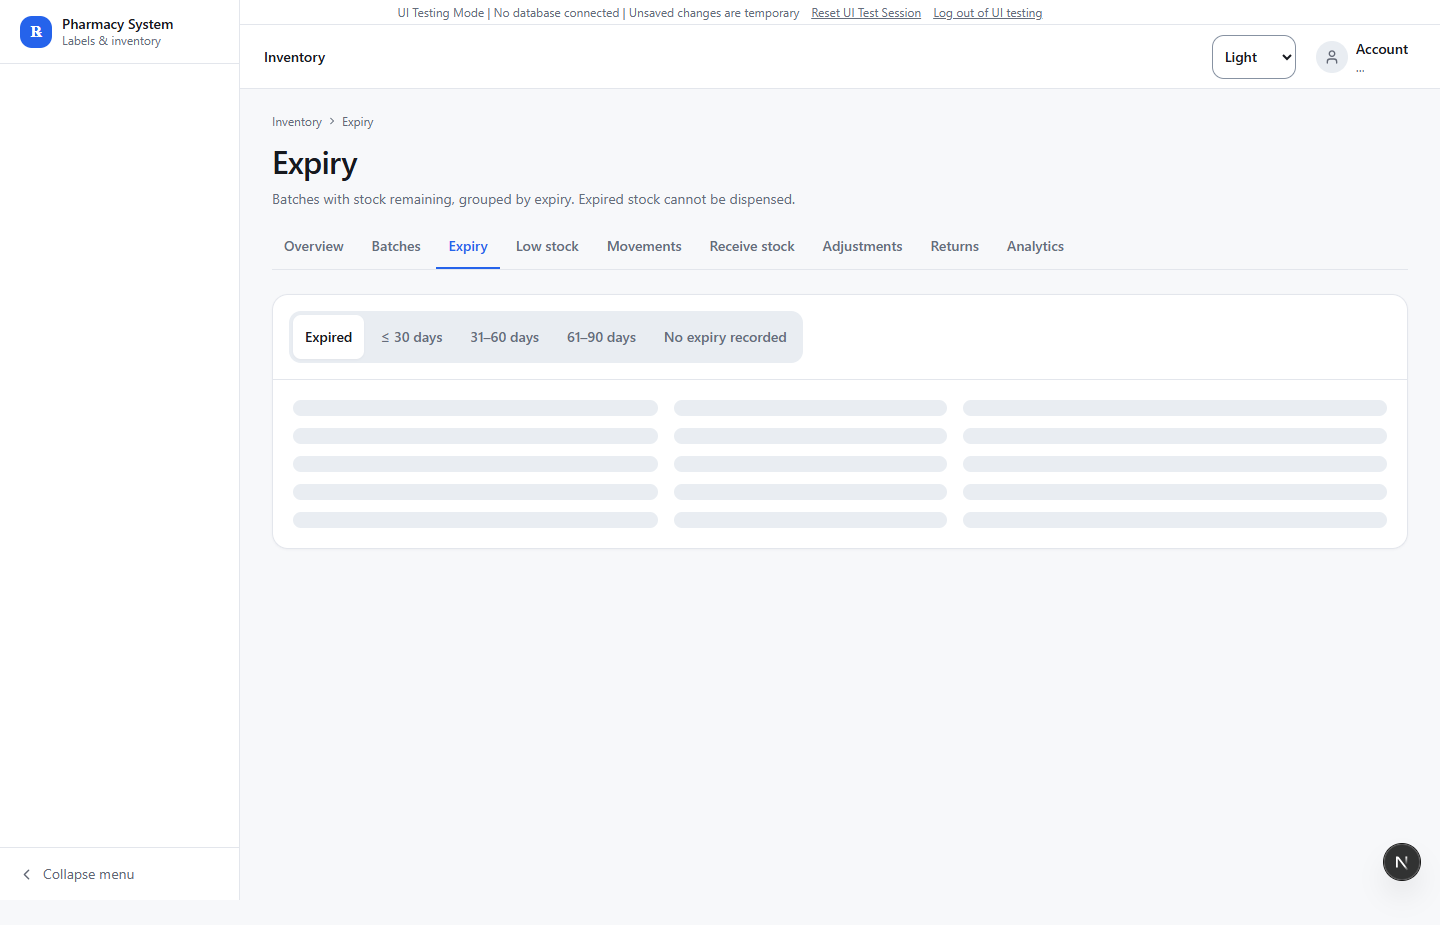 Pharmacy System
Labels & inventory
UI Testing Mode | No database connected | Unsaved changes are temporary Reset UI Test Session Log out of UI testing
Inventory
Light
Account
...
Inventory > Expiry
Expiry
Batches with stock remaining, grouped by expiry. Expired stock cannot be dispensed.
Overview Batches Expiry Low stock Movements Receive stock Adjustments Returns Analytics
Expired ≤ 30 days 31–60 days 61–90 days No expiry recorded
Collapse menu
N